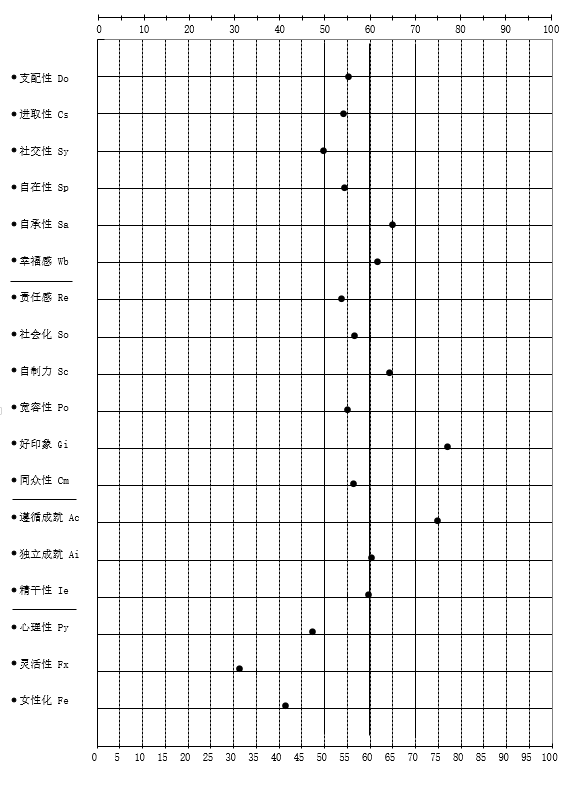 0 10 20 30 40 50 60 70 80 90 100
● 支配性 Do
● 进取性 Cs
● 社交性 Sy
● 自在性 Sp
● 自承性 Sa
● 幸福感 Wb
● 责任感 Re
● 社会化 So
● 自制力 Sc
● 宽容性 Po
● 好印象 Gi
● 同众性 Cm
● 遵循成就 Ac
● 独立成就 Ai
● 精干性 Ie
● 心理性 Py
● 灵活性 Fx
● 女性化 Fe
0 5 10 15 20 25 30 35 40 45 50 55 60 65 70 75 80 85 90 95 100